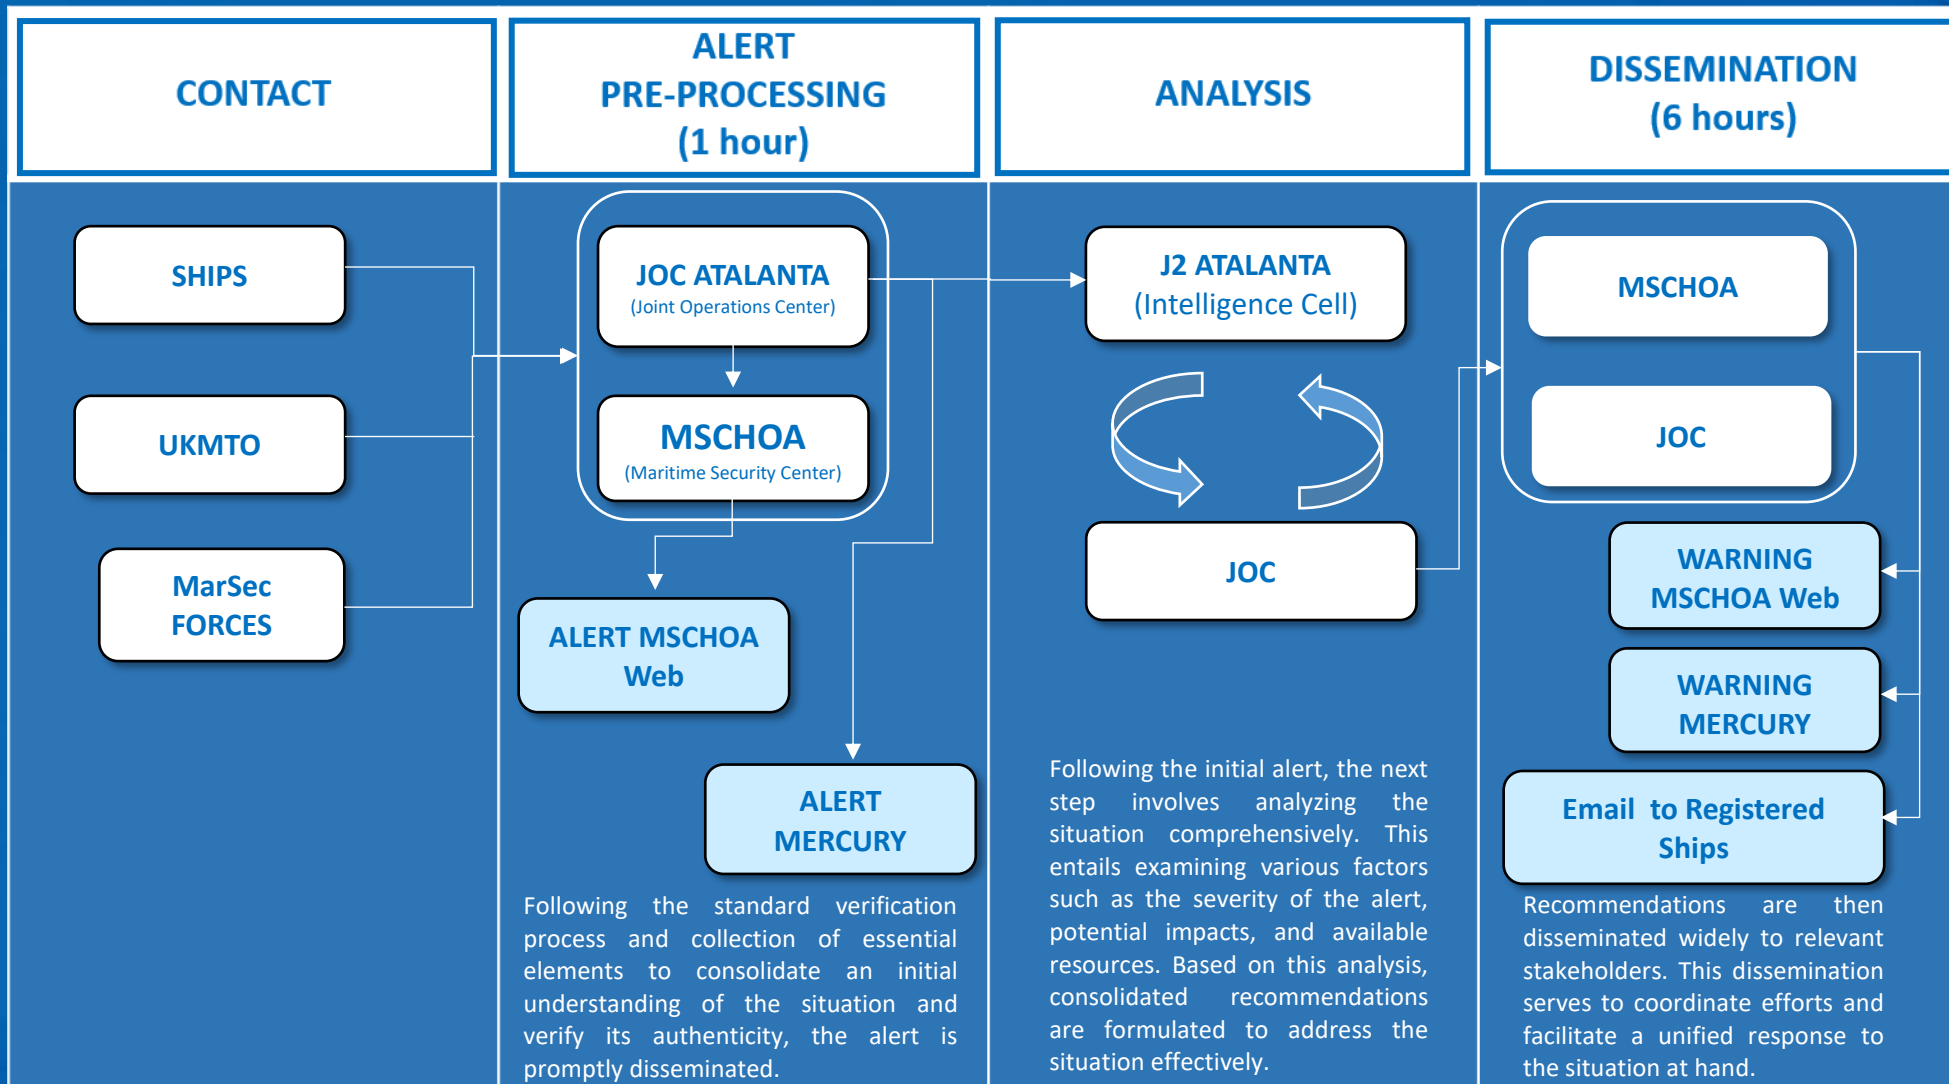 CONTACT
ALERT
PRE-PROCESSING
(1 hour)
ANALYSIS
DISSEMINATION
(6 hours)
SHIPS
UKMTO
MarSec
FORCES
JOC ATALANTA
(Joint Operations Center)
MSCHOA
(Maritime Security Center)
ALERT MSCHOA
Web
ALERT
MERCURY
Following the standard verification
process and collection of essential
elements to consolidate an initial
understanding of the situation and
verify its authenticity, the alert is
promptly disseminated.
J2 ATALANTA
(Intelligence Cell)
JOC
Following the initial alert, the next
step involves analyzing the
situation comprehensively. This
entails examining various factors
such as the severity of the alert,
potential impacts, and available
resources. Based on this analysis,
consolidated recommendations
are formulated to address the
situation effectively.
MSCHOA
JOC
WARNING
MSCHOA Web
WARNING
MERCURY
Email to Registered
Ships
Recommendations are then
disseminated widely to relevant
stakeholders. This dissemination
serves to coordinate efforts and
facilitate a unified response to
the situation at hand.